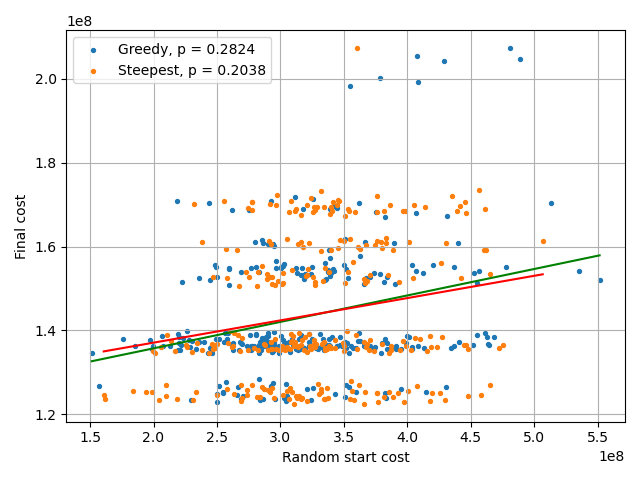 1e8
Greedy, p = 0.2824
Steepest, p = 0.2038
2.0
1.8
1.6
1.4
1.2
Final cost
1.5 2.0 2.5 3.0 3.5 4.0 4.5 5.0 5.5
Random start cost
1e8